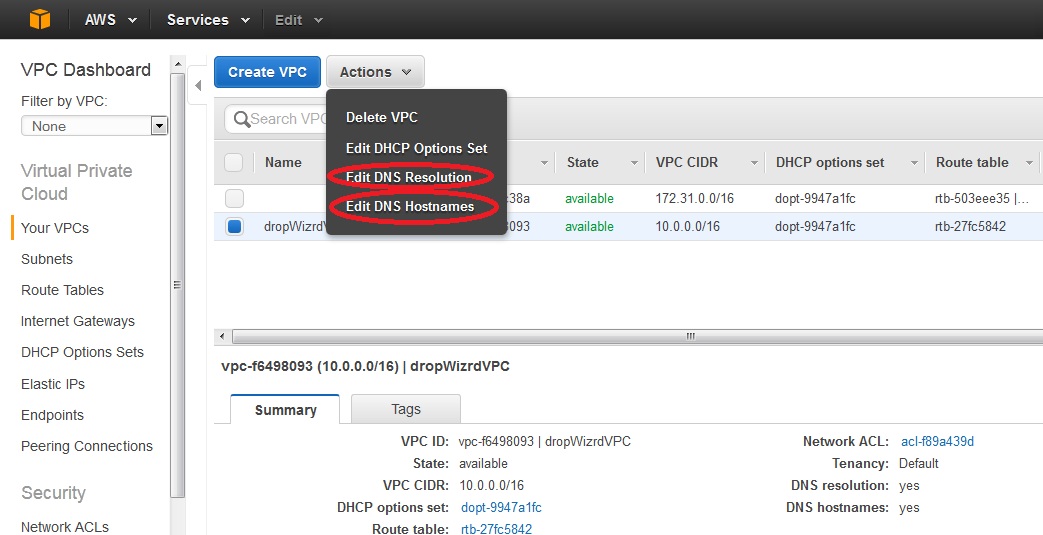 AWS Services Edit
VPC Dashboard
Filter by VPC:
None
Virtual Private
Cloud
Your VPCs
Subnets
Route Tables
Internet Gateways
DHCP Options Sets
Elastic IPs
Endpoints
Peering Connections
Security
Network ACLs
Create VPC Actions
Delete VPC
Edit DHCP Options Set
Edit DNS Resolution
Edit DNS Hostnames
Search VPC
Name State VPC CIDR DHCP options set Route table
c38a available 172.31.0.0/16 dopt-9947a1fc rtb-503eee35 |...
dropWizrdV 8093 available 10.0.0.0/16 dopt-9947a1fc rtb-27fc5842
vpc-f6498093 (10.0.0.0/16) | dropWizrdVPC
Summary Tags
VPC ID: vpc-f6498093 | dropWizrdVPC
State: available
VPC CIDR: 10.0.0.0/16
DHCP options set: dopt-9947a1fc
Route table: rtb-27fc5842
Network ACL: acl-f89a439d
Tenancy: Default
DNS resolution: yes
DNS hostnames: yes